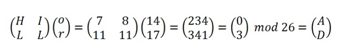 (H I
L L)(o
r) = (7 8
11 11)(14
17) = (234
341) = (0
3) mod 26 = (A
D)